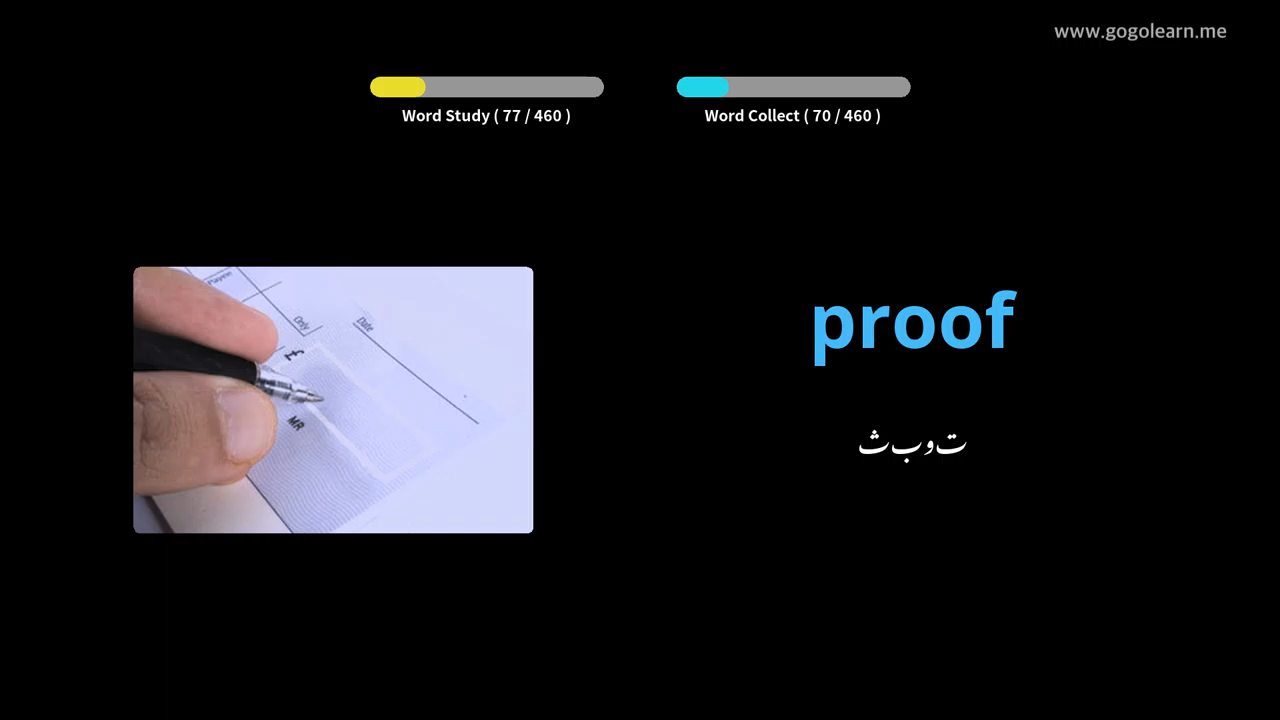 www.gogolearn.me
Word Study ( 77 / 460 )
Word Collect ( 70 / 460 )
Only
Date
£
MR
proof
ثبوت